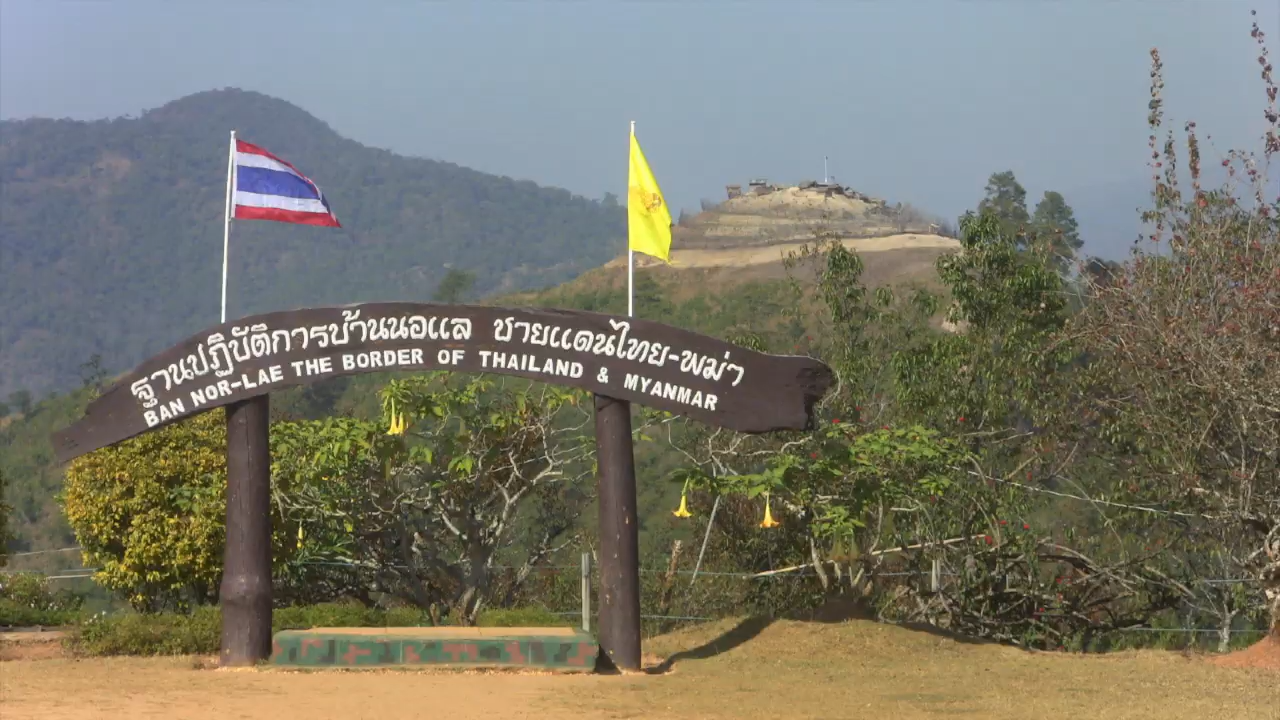 ฐานปฏิบัติการบ้านนอแล ชายแดนไทย-พม่า
BAN NOR-LAE THE BORDER OF THAILAND & MYANMAR